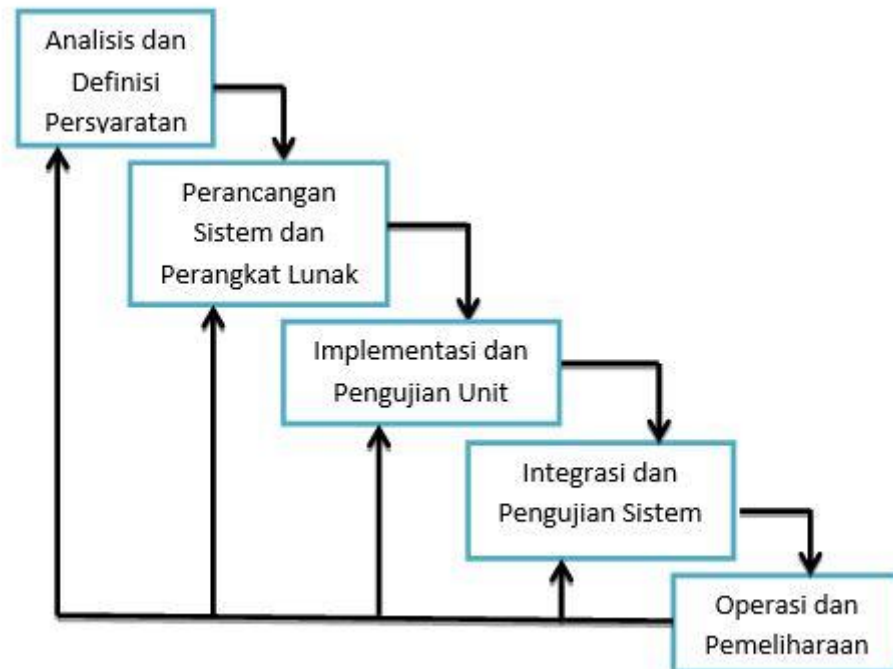 Analisis dan
Definisi
Persyaratan
Perancangan
Sistem dan
Perangkat Lunak
Implementasi dan
Pengujian Unit
Integrasi dan
Pengujian Sistem
Operasi dan
Pemeliharaan